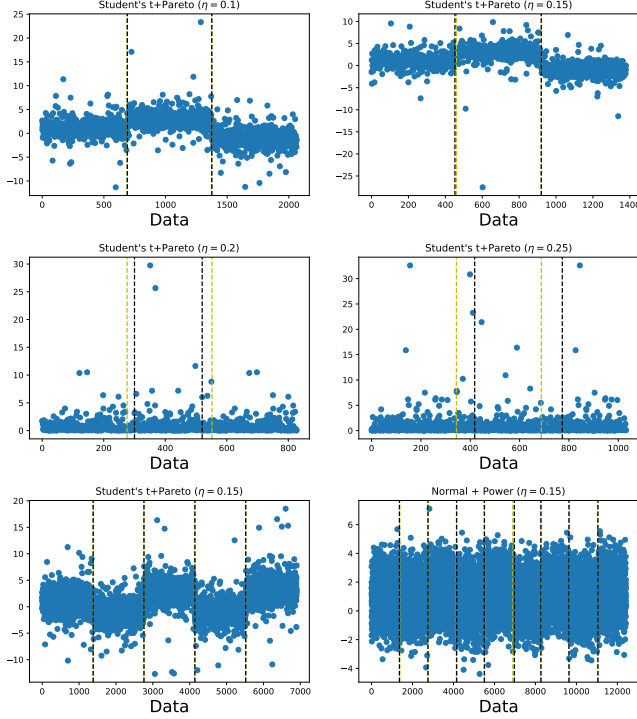 Student's t+Pareto (η = 0.1)
25
20
15
10
5
0
−5
−10
0 500 1000 1500 2000
Data
Student's t+Pareto (η = 0.15)
10
5
0
−5
−10
−15
−20
−25
0 200 400 600 800 1000 1200 1400
Data
Student's t+Pareto (η = 0.2)
30
25
20
15
10
5
0
0 200 400 600 800
Data
Student's t+Pareto (η = 0.25)
30
25
20
15
10
5
0
0 200 400 600 800 1000
Data
Student's t+Pareto (η = 0.15)
20
15
10
5
0
−5
−10
0 1000 2000 3000 4000 5000 6000 7000
Data
Normal + Power (η = 0.15)
6
4
2
0
−2
−4
0 2000 4000 6000 8000 10000 12000
Data